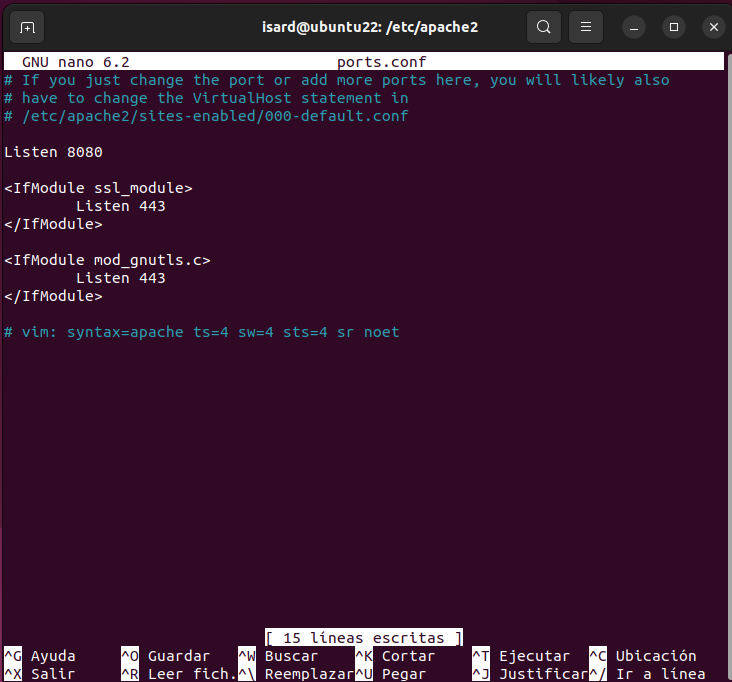 isard@ubuntu22: /etc/apache2
GNU nano 6.2 ports.conf
# If you just change the port or add more ports here, you will likely also
# have to change the VirtualHost statement in
# /etc/apache2/sites-enabled/000-default.conf
Listen 8080
<IfModule ssl_module>
Listen 443
</IfModule>
<IfModule mod_gnutls.c>
Listen 443
</IfModule>
# vim: syntax=apache ts=4 sw=4 sts=4 sr noet
[ 15 líneas escritas ]
^G Ayuda ^O Guardar ^W Buscar ^K Cortar ^T Ejecutar ^C Ubicación
^X Salir ^R Leer fich. ^\ Reemplazar ^U Pegar ^J Justificar ^/ Ir a línea